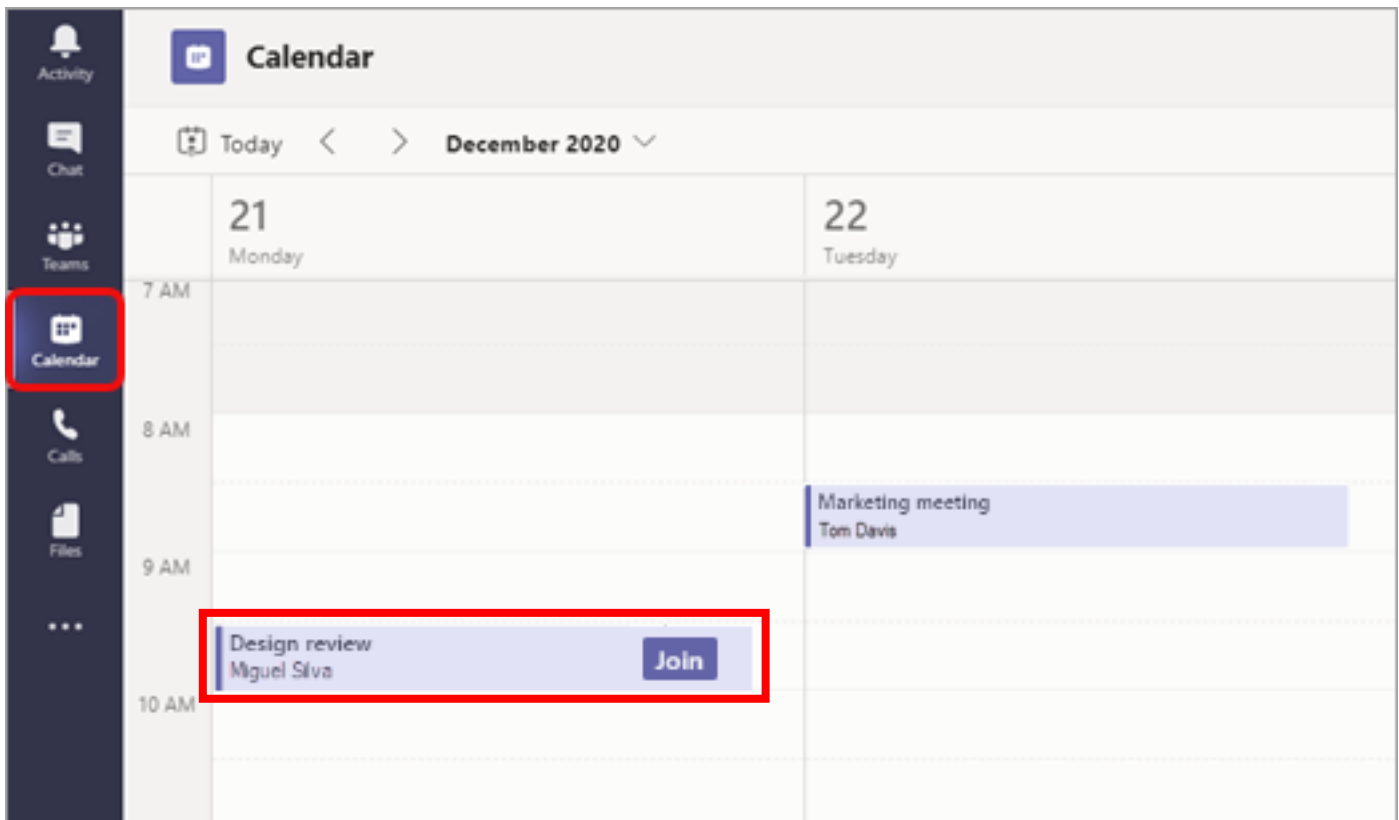 Activity
Chat
Teams
Calendar
Calls
Files
Calendar
Today
December 2020
21
Monday
22
Tuesday
7 AM
8 AM
9 AM
10 AM
Marketing meeting
Tom Davis
Design review
Miguel Silva
Join